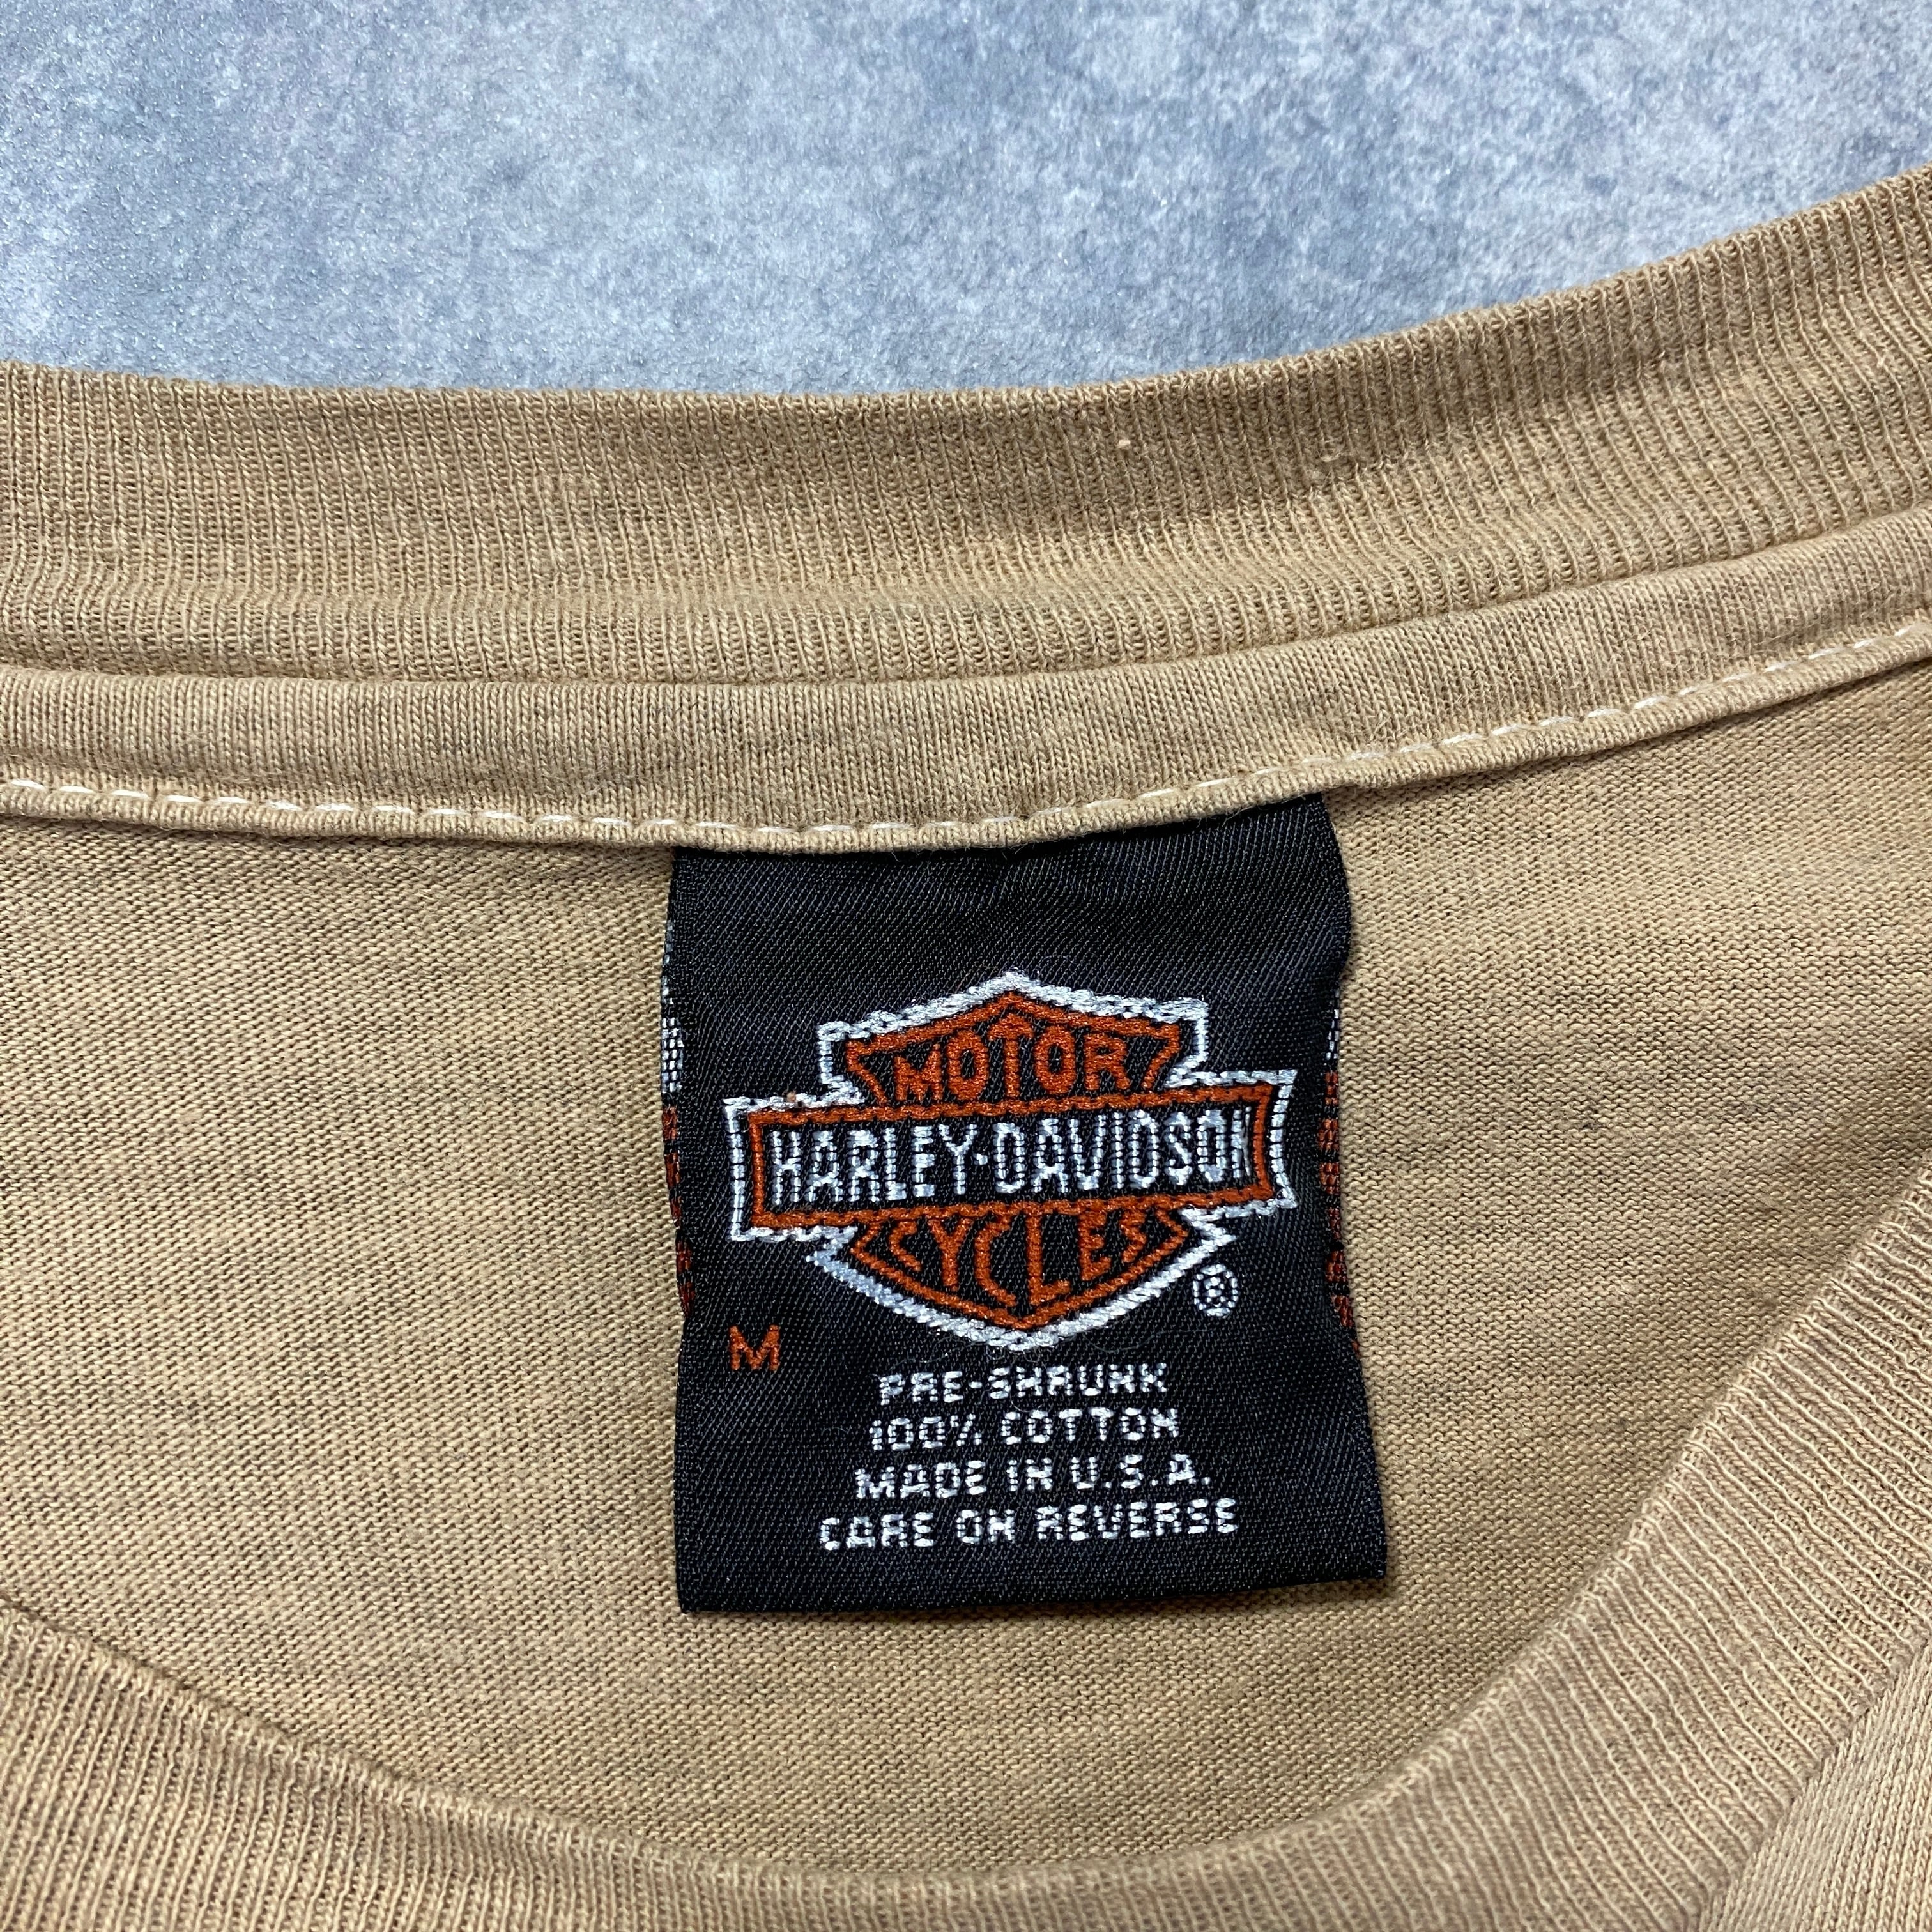 MOTOR
HARLEY-DAVIDSON
CYCLES
®
M
PRE-SHRUNK
100% COTTON
MADE IN U.S.A.
CARE ON REVERSE